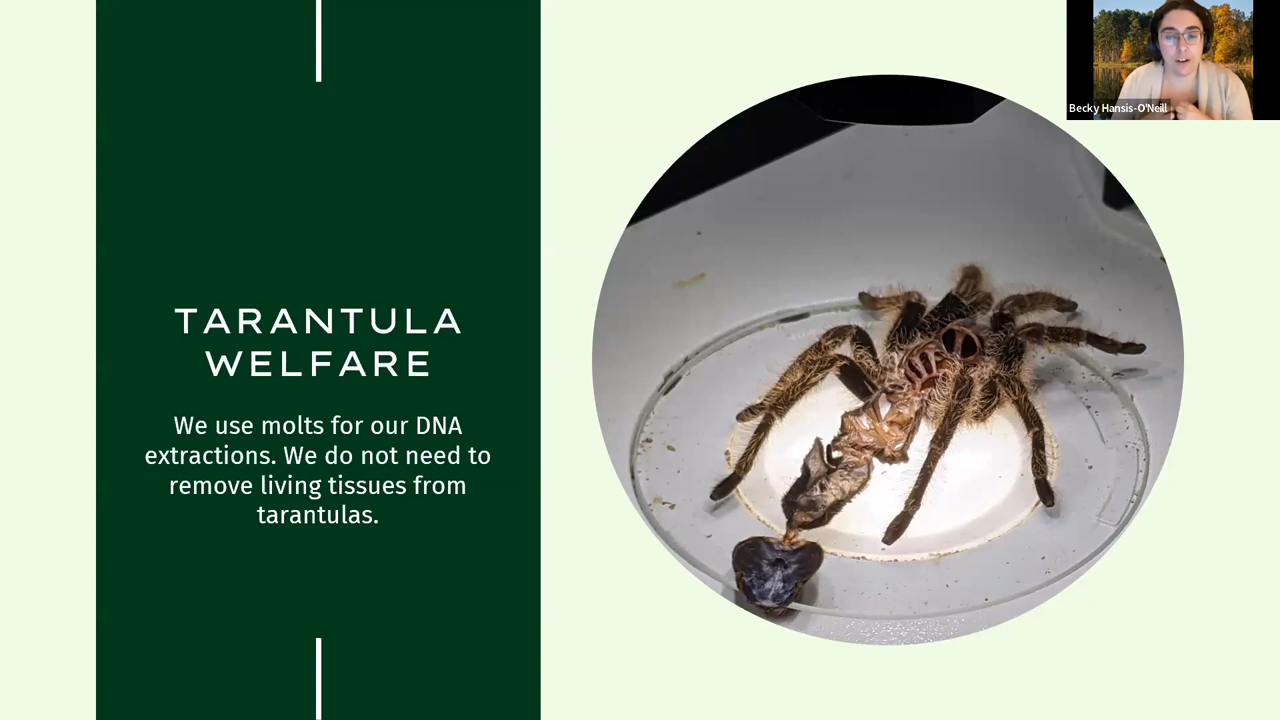 TARANTULA
WELFARE
We use molts for our DNA
extractions. We do not need to
remove living tissues from
tarantulas.
Becky Hansis-O'Neill